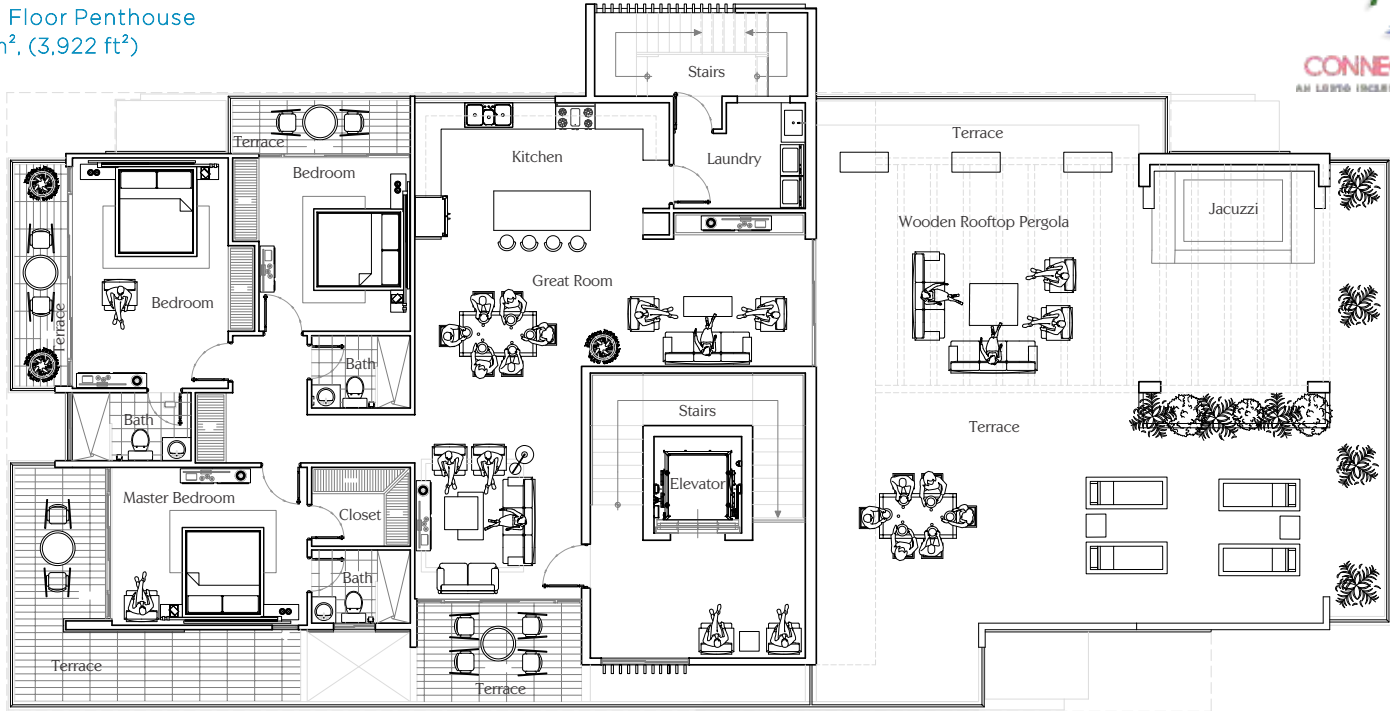 Floor Penthouse
m², (3,922 ft²)
CONNE
Stairs
Terrace
Terrace
Kitchen
Laundry
Bedroom
Jacuzzi
Wooden Rooftop Pergola
Great Room
Bedroom
Terrace
Bath
Stairs
Bath
Terrace
Elevator
Master Bedroom
Closet
Bath
Terrace
Terrace